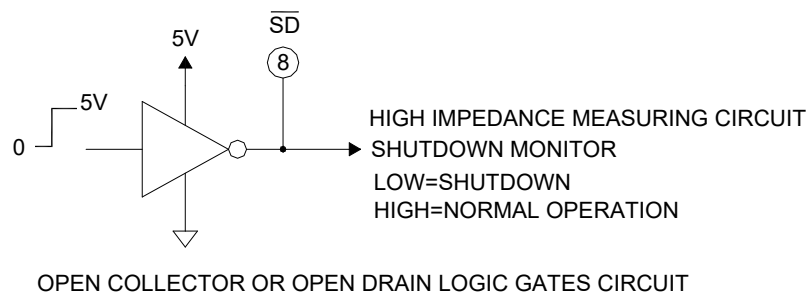 SD
5V
8
5V
0
HIGH IMPEDANCE MEASURING CIRCUIT
SHUTDOWN MONITOR
LOW=SHUTDOWN
HIGH=NORMAL OPERATION
OPEN COLLECTOR OR OPEN DRAIN LOGIC GATES CIRCUIT